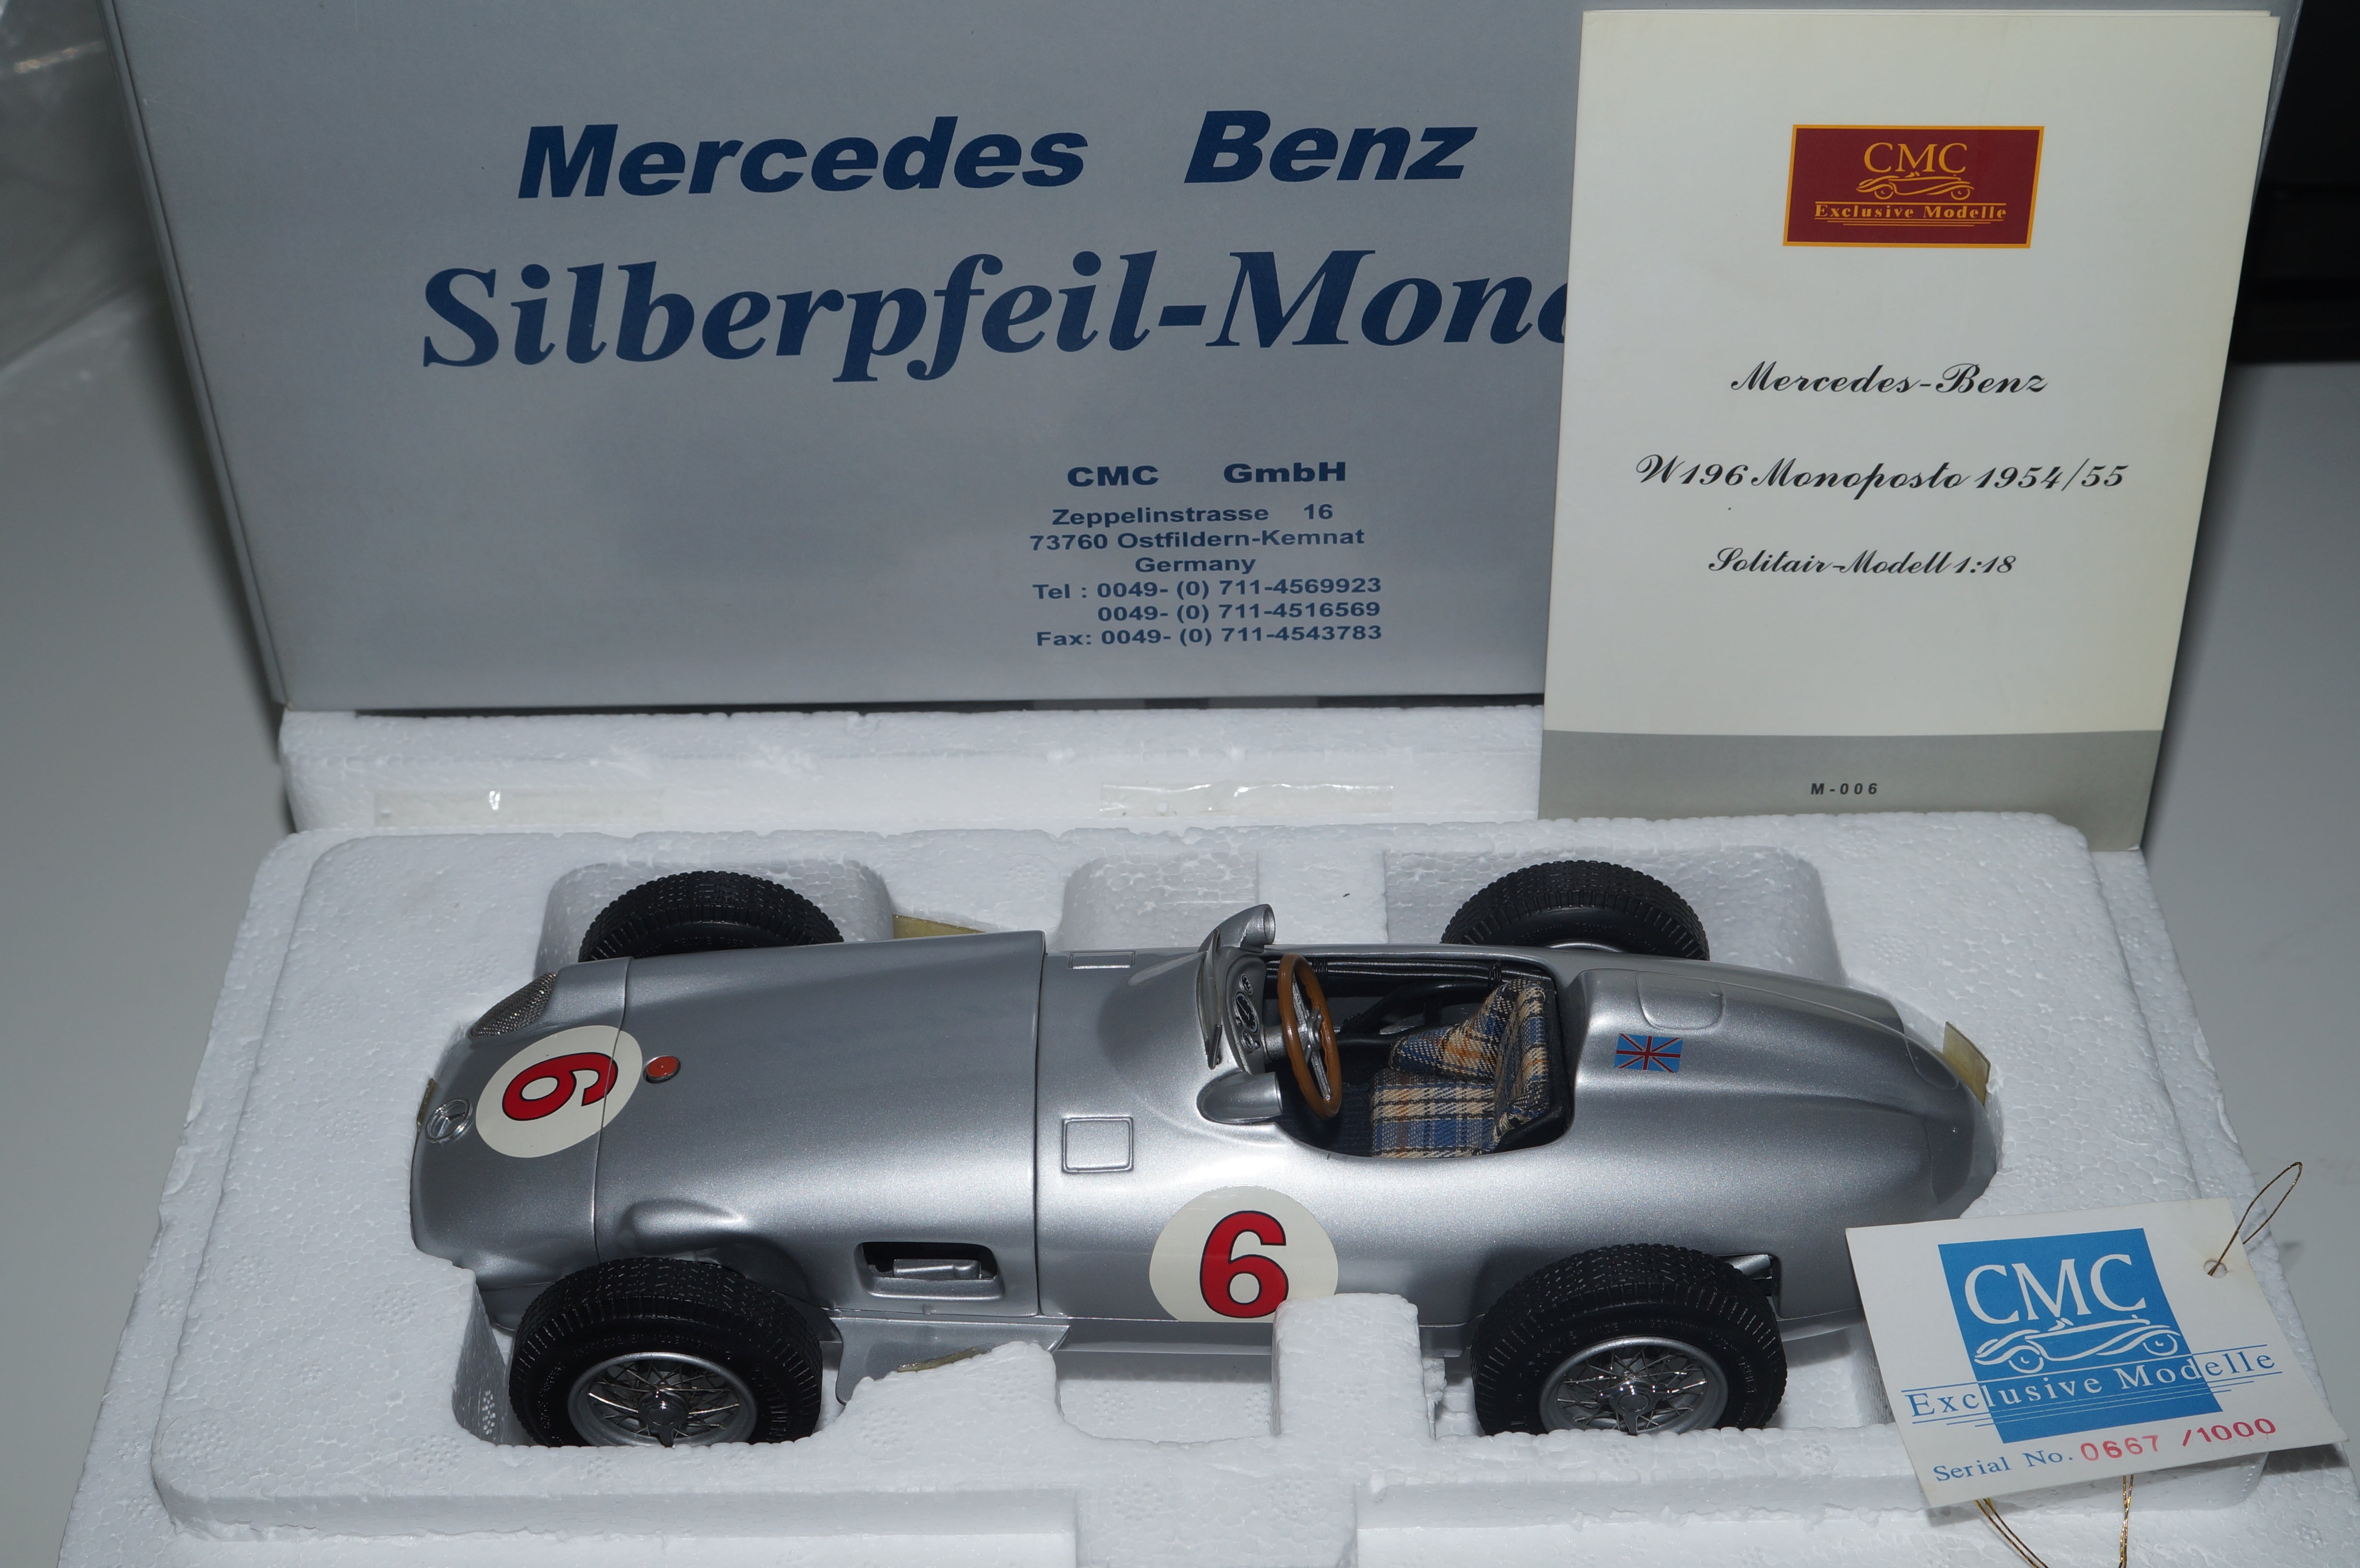 Mercedes Benz
Silberpfeil-Mono
CMC GmbH
Zeppelinstrasse 16
73760 Ostfildern-Kemnat
Germany
Tel : 0049- (0) 711-4569923
0049- (0) 711-4516569
Fax: 0049- (0) 711-4543783
CMC
Exclusive Modelle
Mercedes-Benz
W196 Monoposto 1954/55
Solitair-Modell 1:18
M-006
6
6
CMC
Exclusive Modelle
Serial No. 0667 /1000